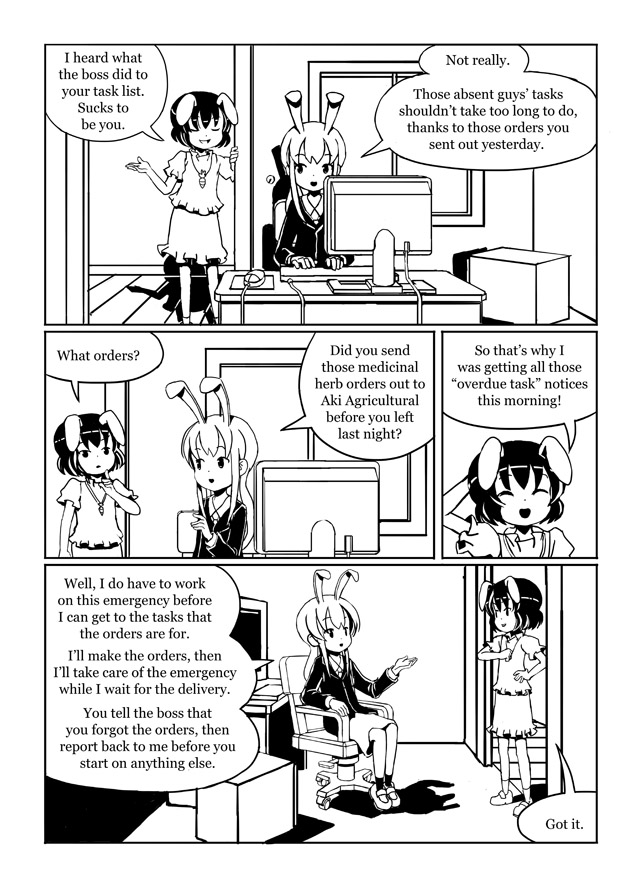 I heard what
the boss did to
your task list.
Sucks to
be you.
Not really.
Those absent guys’ tasks
shouldn’t take too long to do,
thanks to those orders you
sent out yesterday.
What orders?
Did you send
those medicinal
herb orders out to
Aki Agricultural
before you left
last night?
So that’s why I
was getting all those
“overdue task” notices
this morning!
Well, I do have to work
on this emergency before
I can get to the tasks that
the orders are for.
I’ll make the orders, then
I’ll take care of the emergency
while I wait for the delivery.
You tell the boss that
you forgot the orders, then
report back to me before you
start on anything else.
Got it.